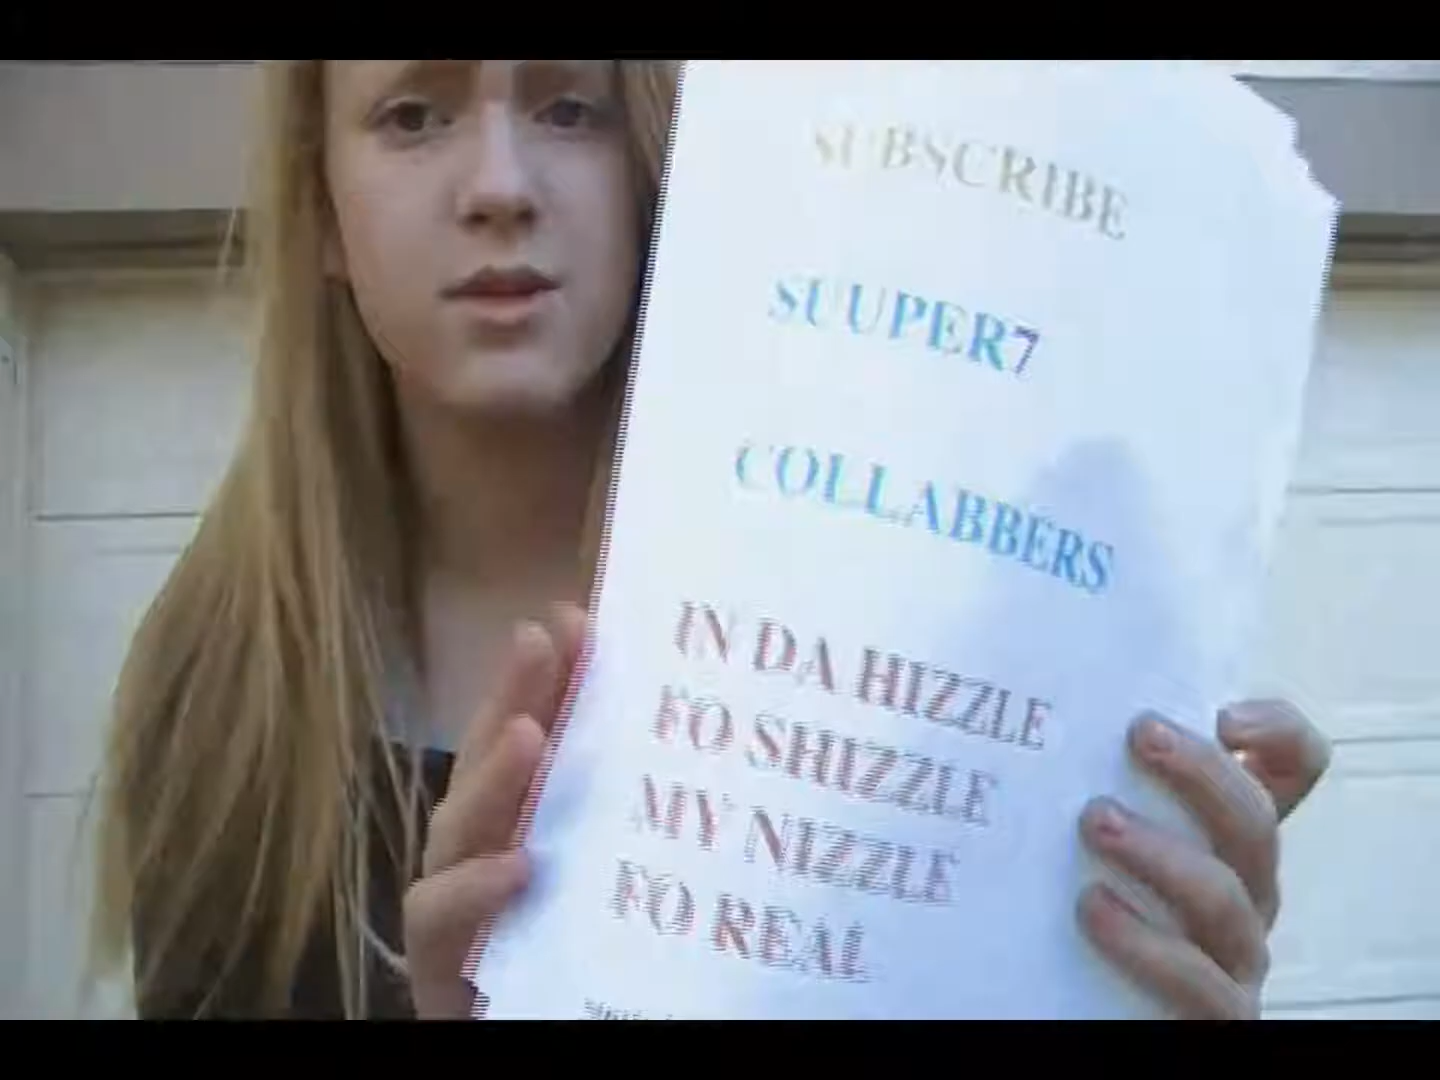 SUBSCRIBE
SUUPER7
COLLABBERS
IN DA HIZZLE
FO SHIZZLE
MY NIZZLE
FO REAL